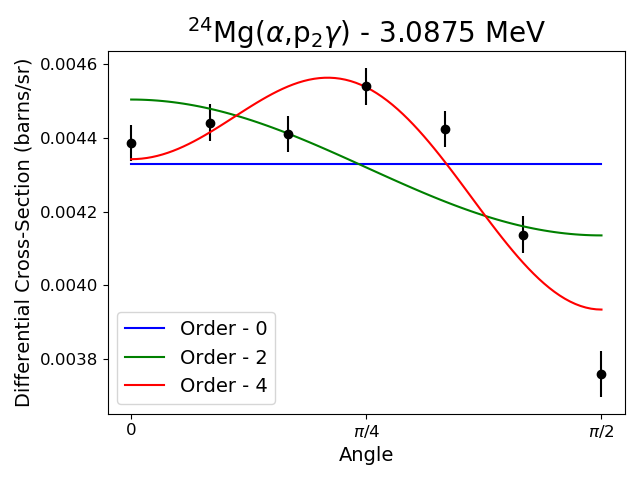 ²⁴Mg(α,p₂γ) - 3.0875 MeV
Differential Cross-Section (barns/sr)
0.0046
0.0044
0.0042
0.0040
0.0038
Order - 0
Order - 2
Order - 4
0
π/4
π/2
Angle